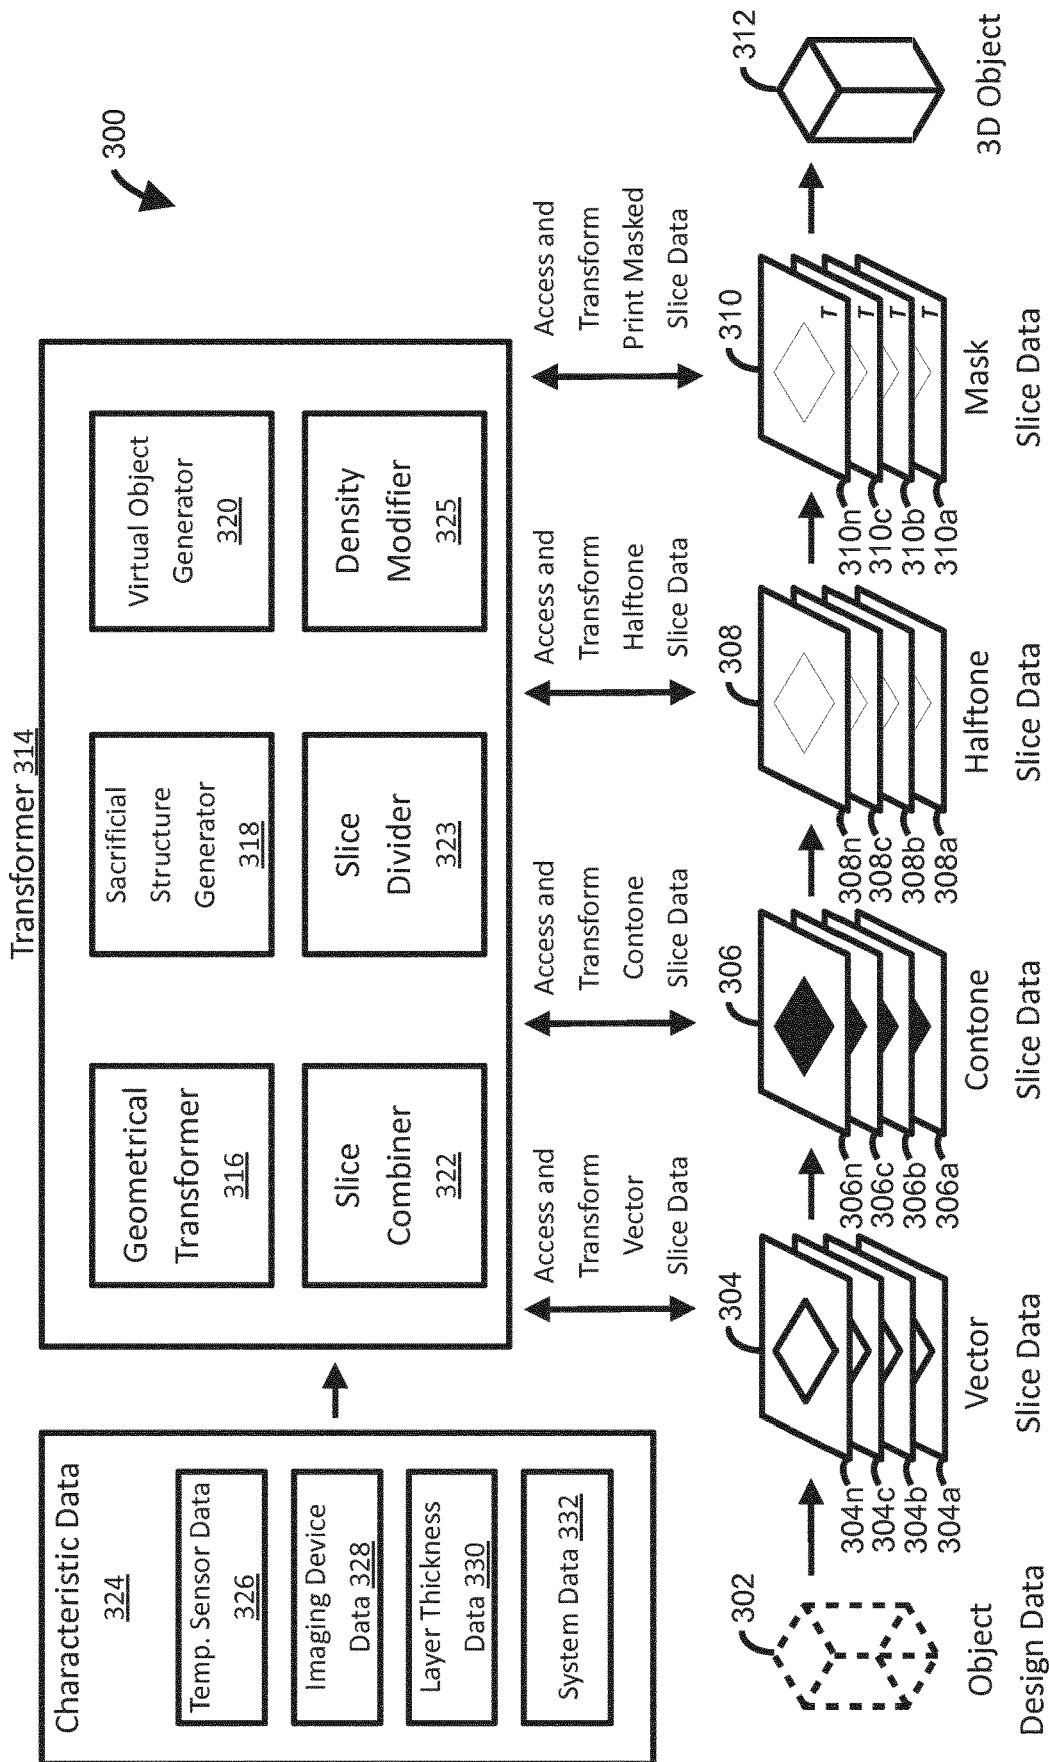 300
Characteristic Data
324
Temp. Sensor Data
326
Imaging Device
Data 328
Layer Thickness
Data 330
System Data 332
Transformer 314
Geometrical
Transformer
316
Sacrificial
Structure
Generator
318
Virtual Object
Generator
320
Slice
Combiner
322
Slice
Divider
323
Density
Modifier
325
Access and
Transform
Vector
Slice Data
Access and
Transform
Contone
Slice Data
Access and
Transform
Halftone
Slice Data
Access and
Transform
Print Masked
Slice Data
302
Object
Design Data
304
304n
304c
304b
304a
Vector
Slice Data
306
306n
306c
306b
306a
Contone
Slice Data
308
308n
308c
308b
308a
Halftone
Slice Data
310
T
T
T
T
310n
310c
310b
310a
Mask
Slice Data
312
3D Object